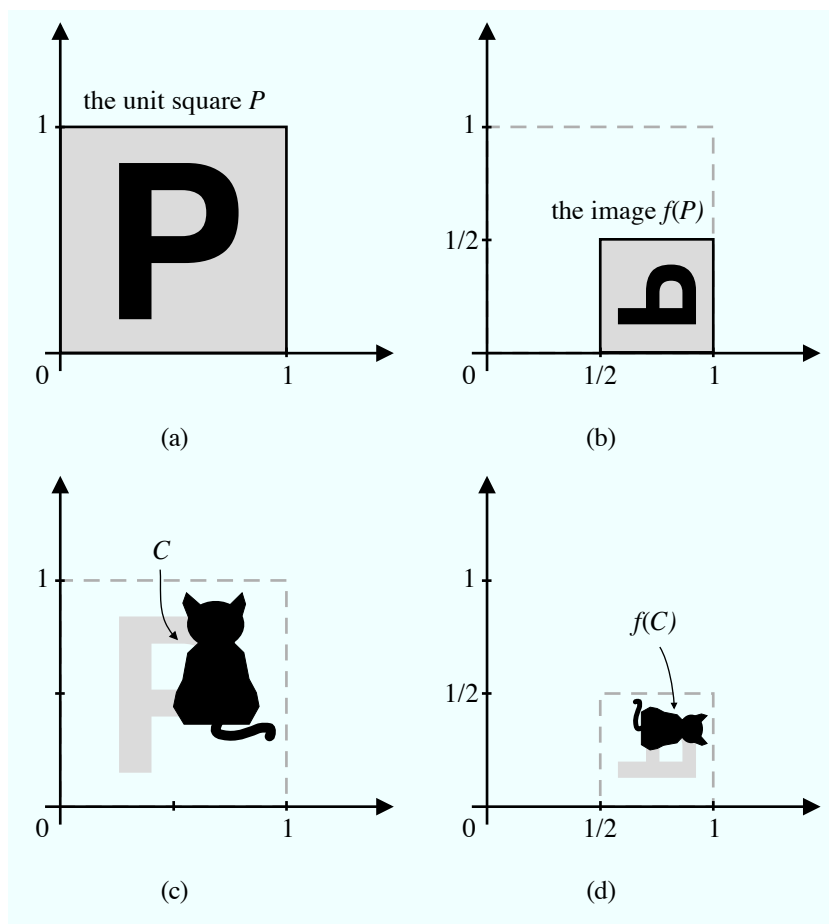 the unit square P
1
P
0
1
(a)
1
the image f(P)
1/2
P
0
1/2
1
(b)
C
1
P
0
1
(c)
1
f(C)
1/2
P
0
1/2
1
(d)